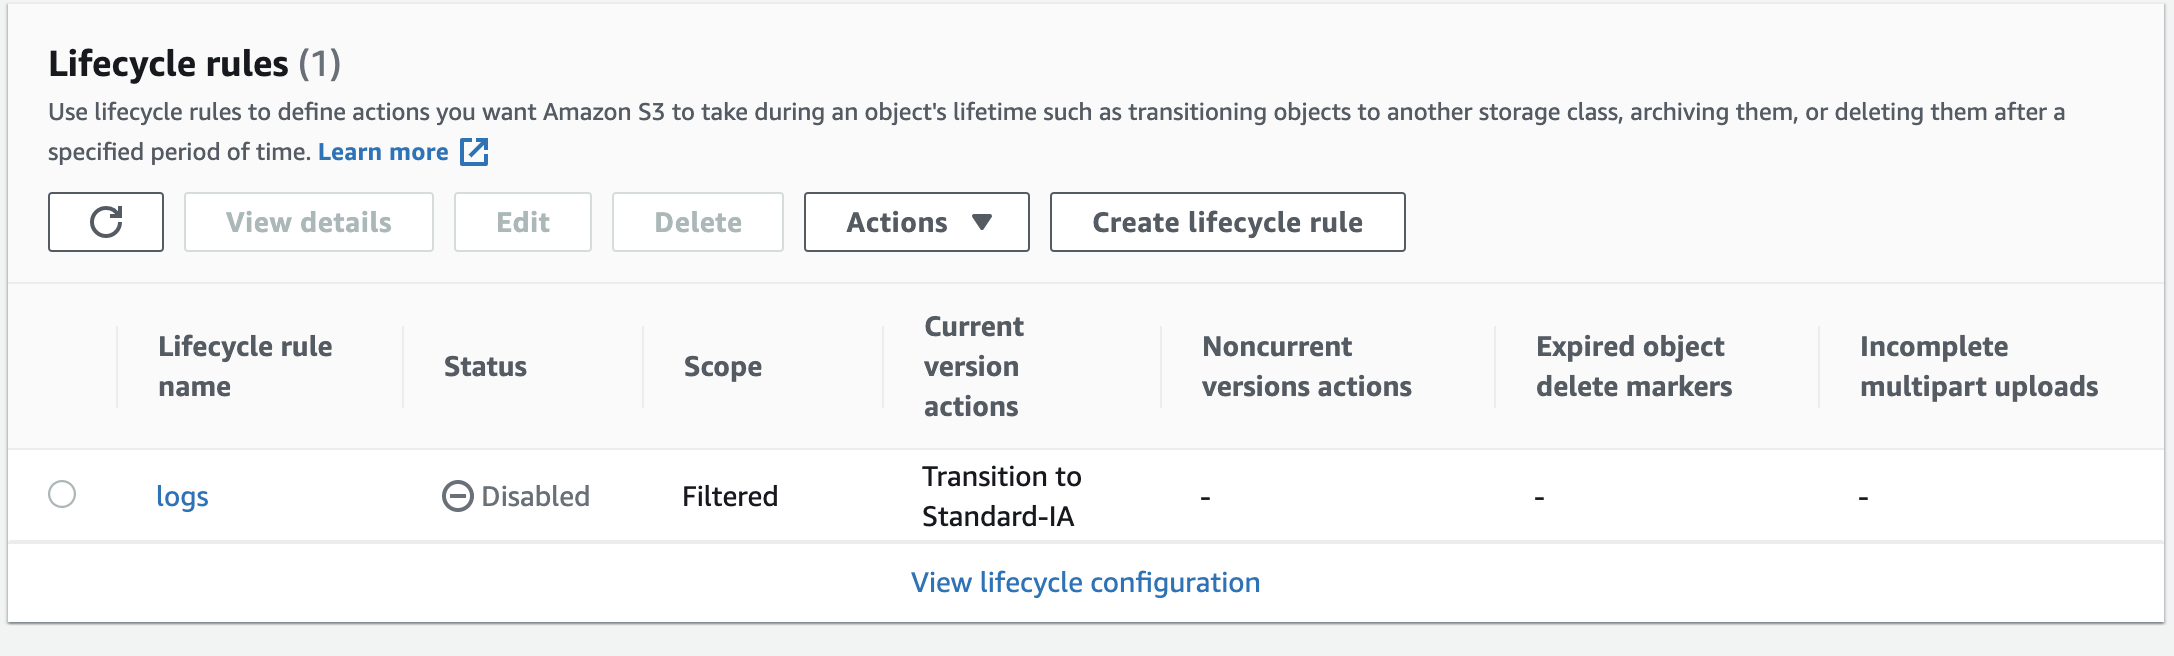 Lifecycle rules (1)
Use lifecycle rules to define actions you want Amazon S3 to take during an object's lifetime such as transitioning objects to another storage class, archiving them, or deleting them after a
specified period of time. Learn more
View details Edit Delete Actions Create lifecycle rule
Lifecycle rule
name
Status
Scope
Current
version
actions
Noncurrent
versions actions
Expired object
delete markers
Incomplete
multipart uploads
logs
Disabled
Filtered
Transition to
Standard-IA
-
-
-
View lifecycle configuration